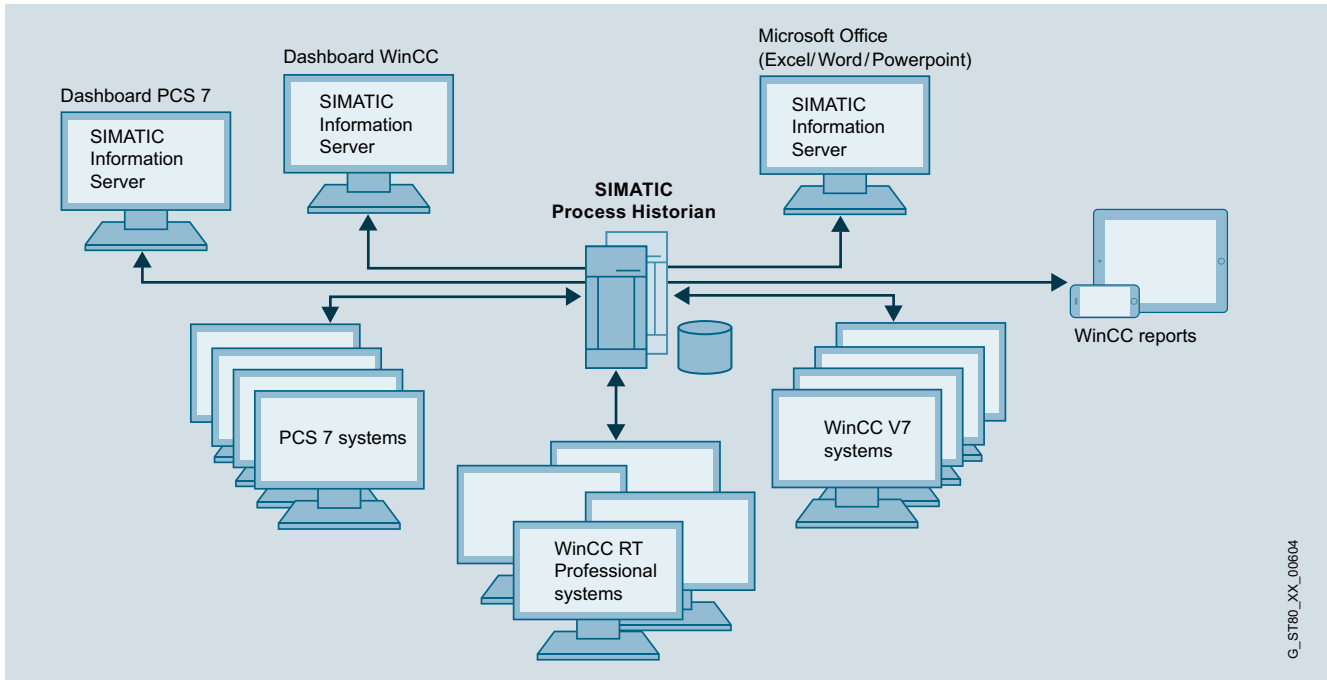 Microsoft Office
(Excel/Word/Powerpoint)
Dashboard WinCC
Dashboard PCS 7
SIMATIC
Information
Server
SIMATIC
Information
Server
SIMATIC
Information
Server
SIMATIC
Process Historian
WinCC reports
PCS 7 systems
WinCC V7
systems
WinCC RT
Professional
systems
G_ST80_XX_00604